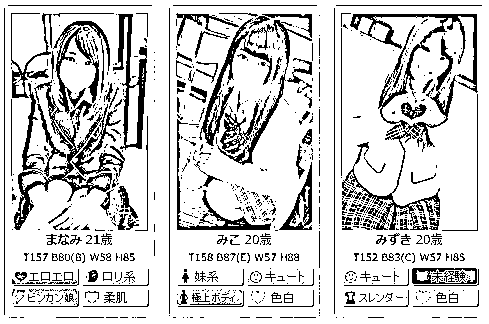 まなみ 21歳
T157 B80(B) W58 H85
エロエロ
ロリ系
ビンカン娘
柔肌
みこ 20歳
T158 B87(E) W57 H88
妹系
キュート
極上ボディ
色白
みずき 20歳
T152 B83(C) W57 H85
キュート
未経験
スレンダー
色白